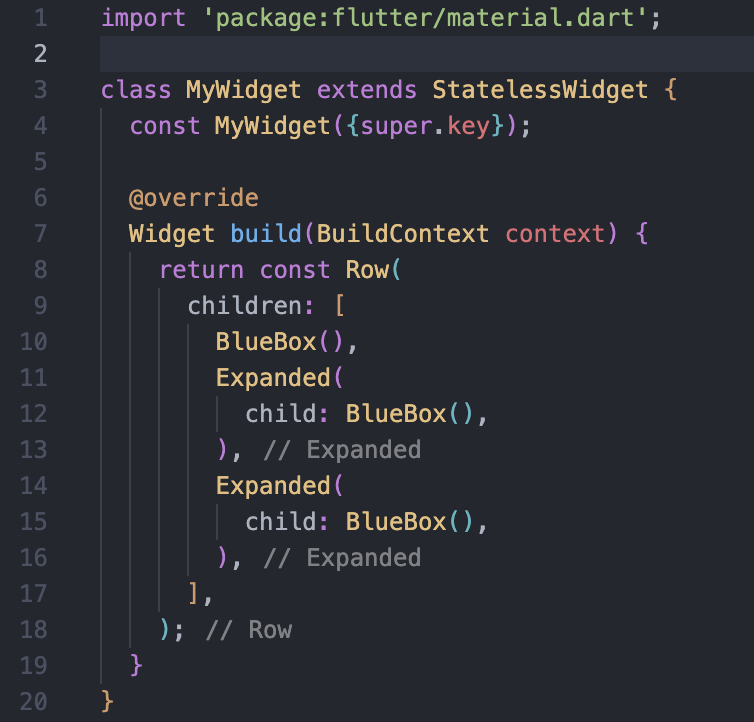 1 import 'package:flutter/material.dart';
2
3 class MyWidget extends StatelessWidget {
4   const MyWidget({super.key});
5
6   @override
7   Widget build(BuildContext context) {
8     return const Row(
9       children: [
10         BlueBox(),
11         Expanded(
12           child: BlueBox(),
13         ), // Expanded
14         Expanded(
15           child: BlueBox(),
16         ), // Expanded
17       ],
18     ); // Row
19   }
20 }